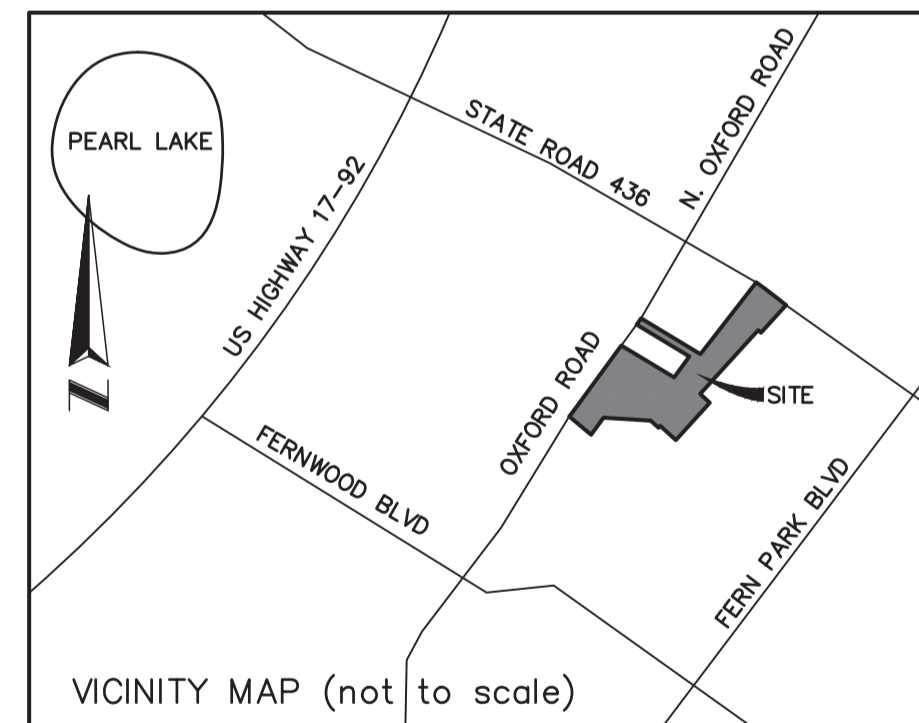 PEARL LAKE
US HIGHWAY 17-92
STATE ROAD 436
N. OXFORD ROAD
OXFORD ROAD
SITE
FERNWOOD BLVD
FERN PARK BLVD
N
VICINITY MAP (not to scale)